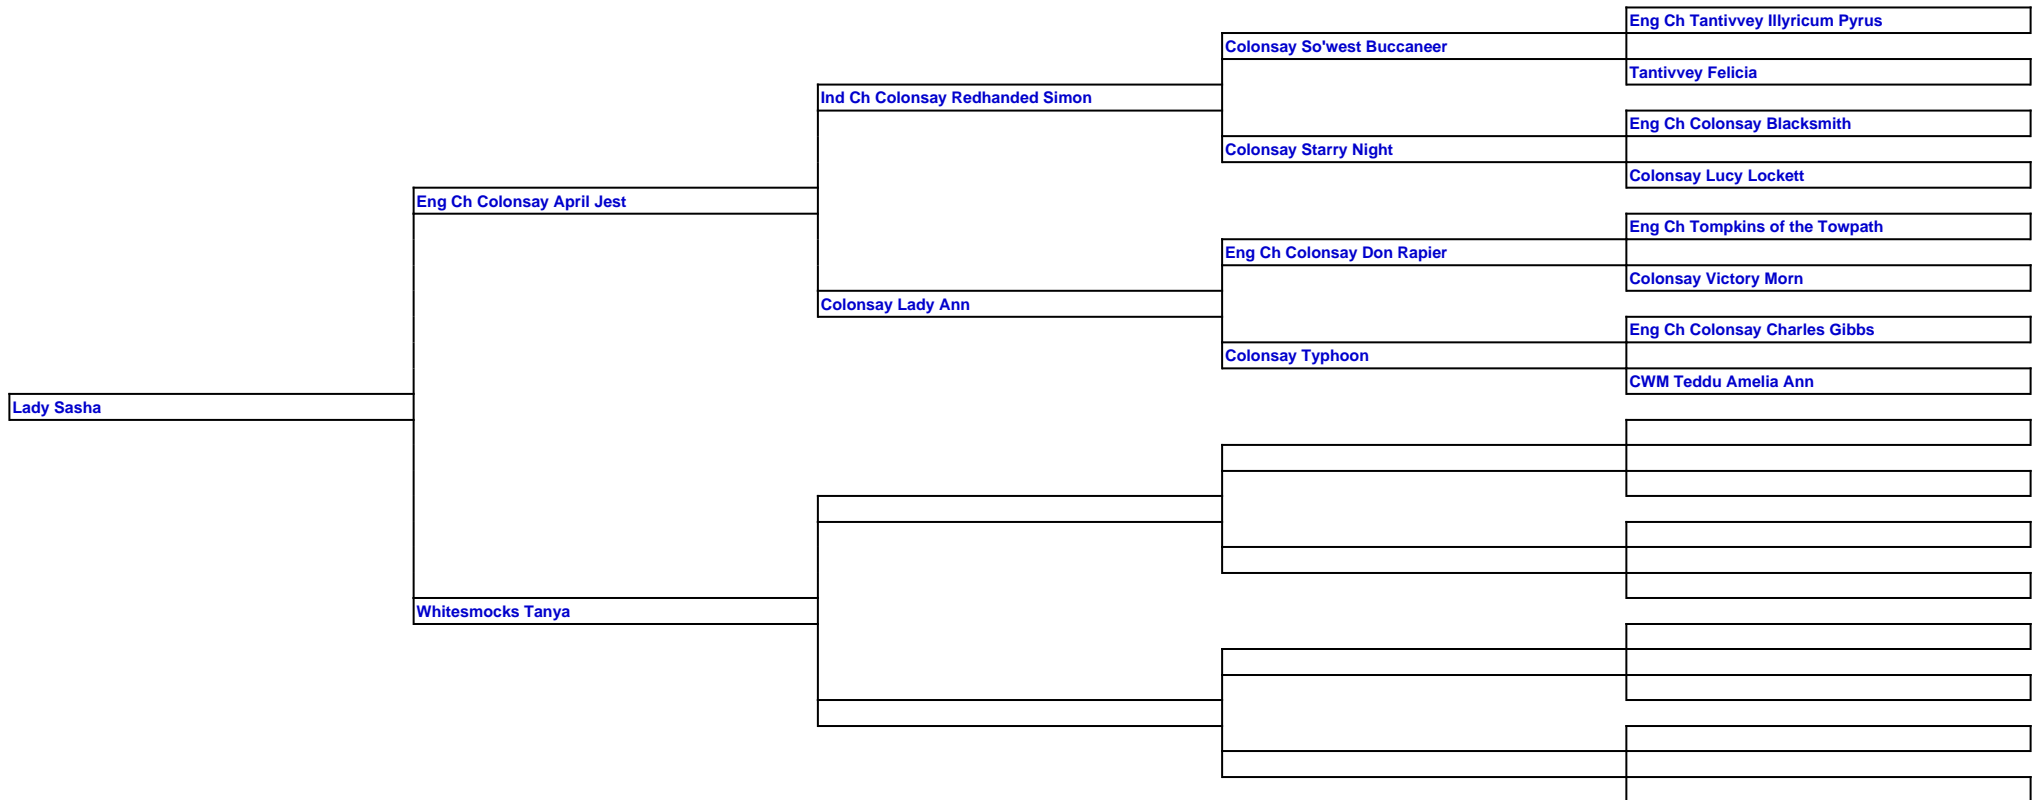 Eng Ch Tantivvey Illyricum Pyrus
Colonsay So'west Buccaneer
Tantivvey Felicia
Ind Ch Colonsay Redhanded Simon
Eng Ch Colonsay Blacksmith
Colonsay Starry Night
Colonsay Lucy Lockett
Eng Ch Colonsay April Jest
Eng Ch Tompkins of the Towpath
Eng Ch Colonsay Don Rapier
Colonsay Victory Morn
Colonsay Lady Ann
Eng Ch Colonsay Charles Gibbs
Colonsay Typhoon
CWM Teddu Amelia Ann
Lady Sasha
Whitesmocks Tanya